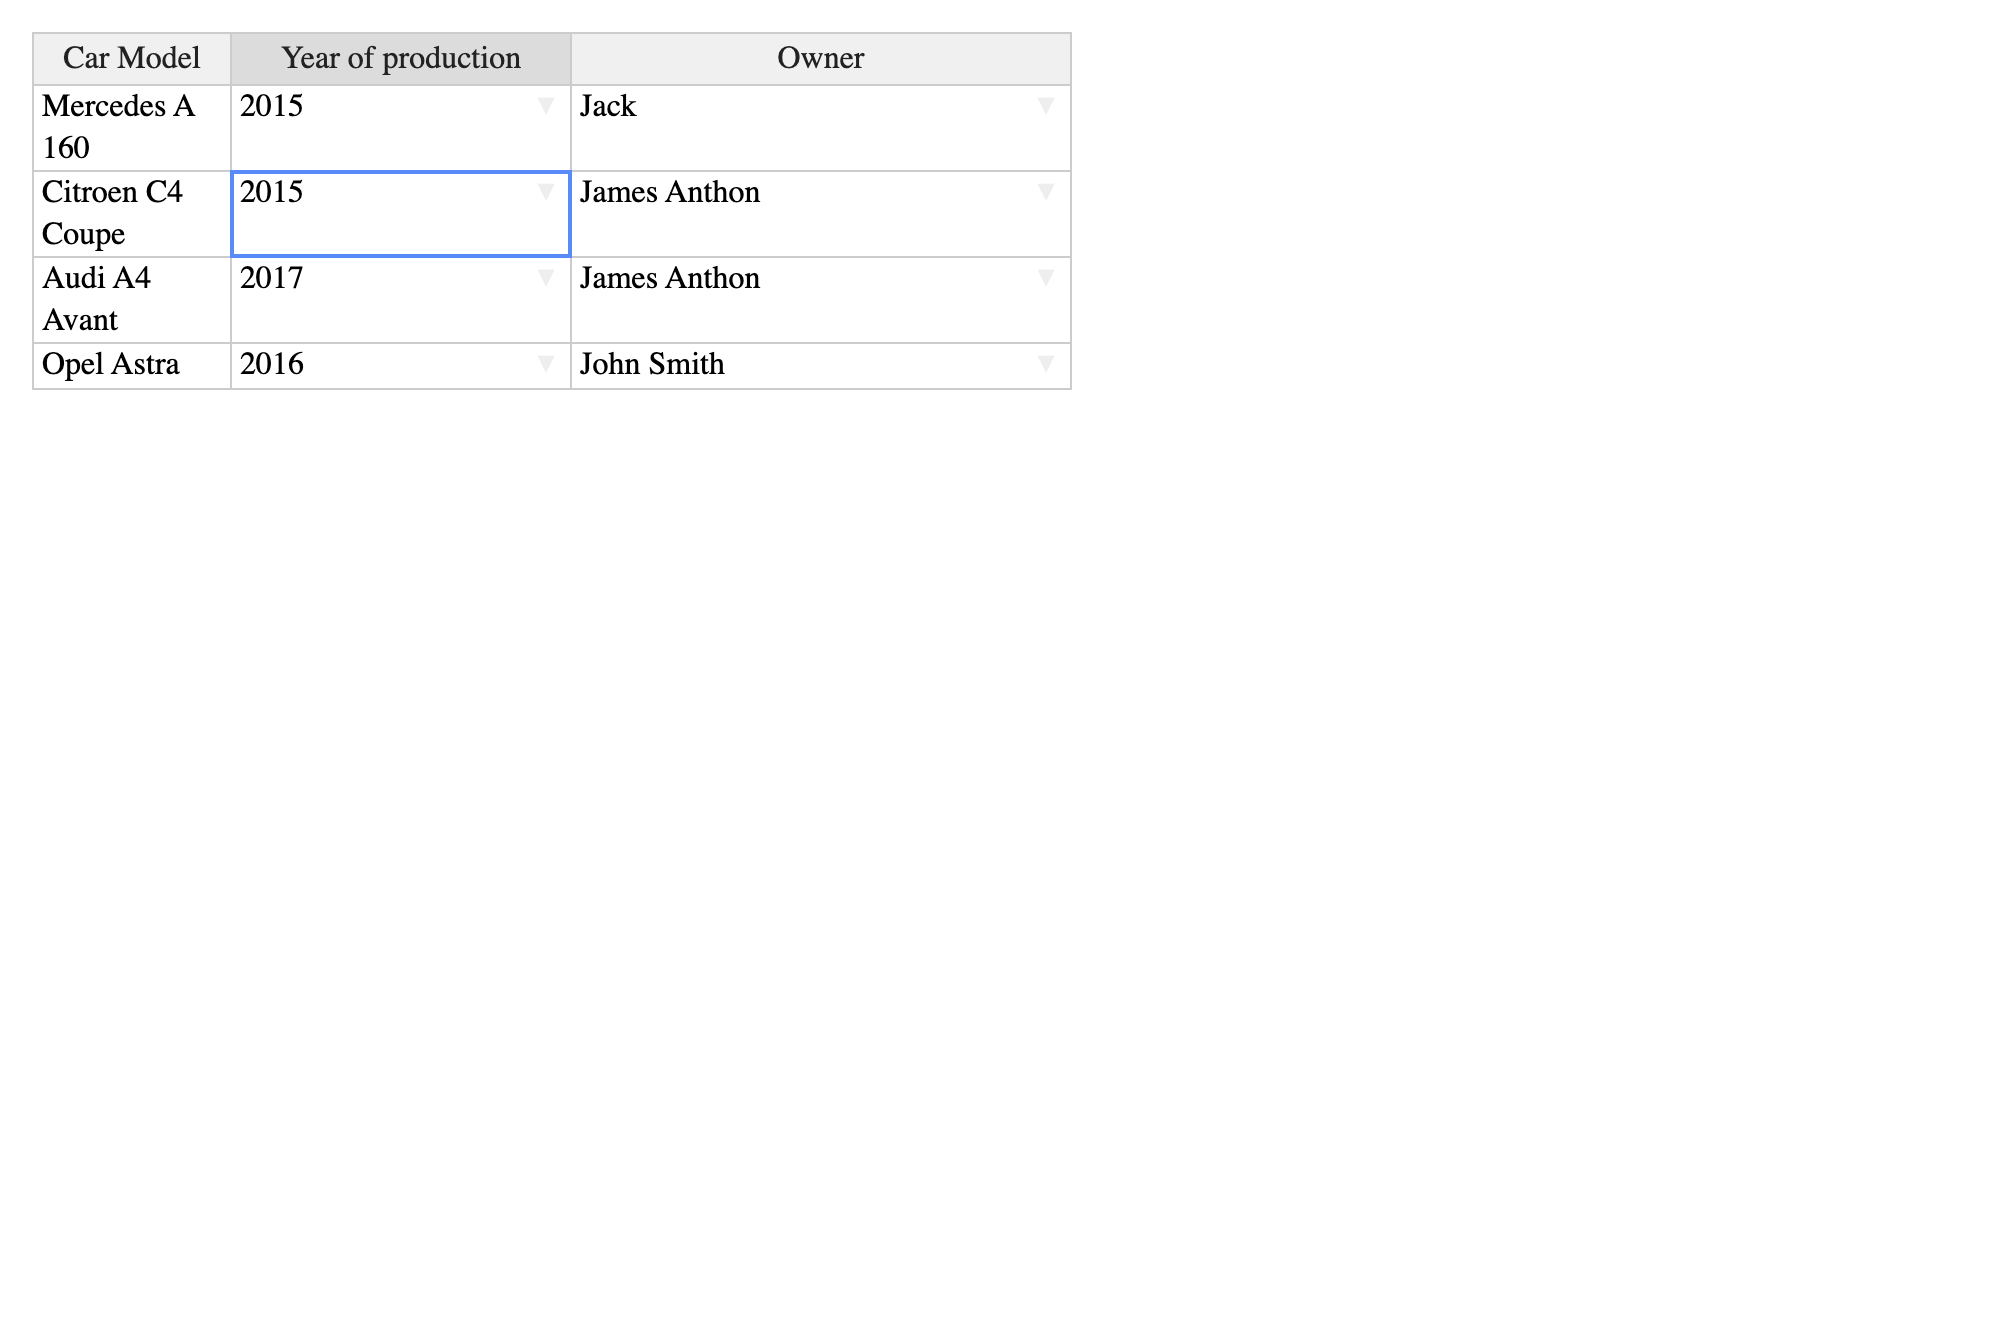 Car Model Year of production Owner
Mercedes A 160 2015 ▼ Jack ▼
Citroen C4 Coupe 2015 ▼ James Anthon ▼
Audi A4 Avant 2017 ▼ James Anthon ▼
Opel Astra 2016 ▼ John Smith ▼